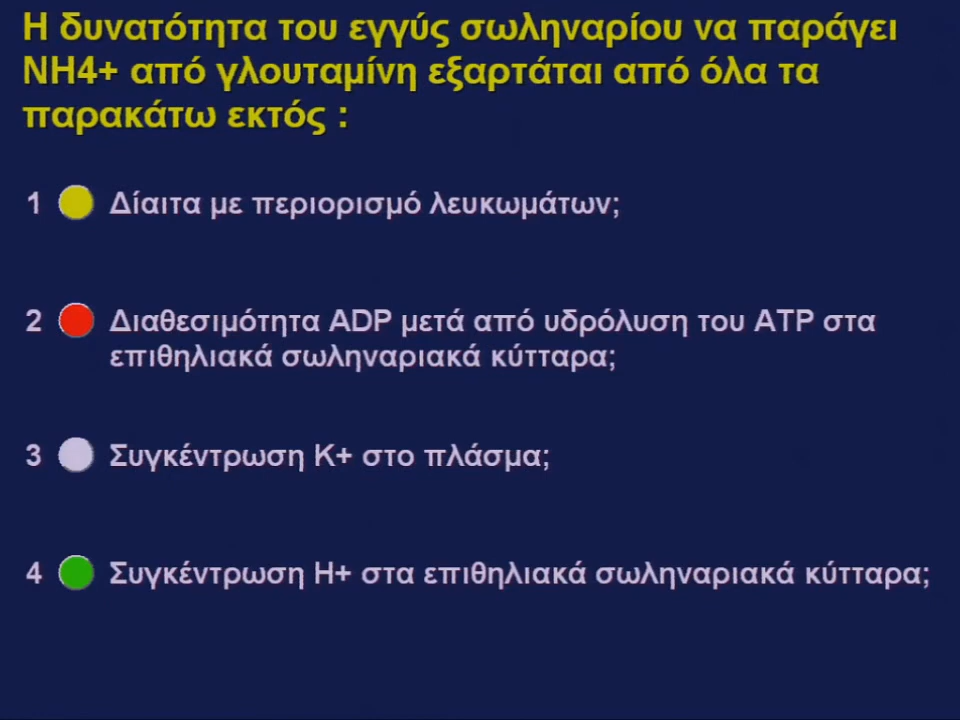 Η δυνατότητα του εγγύς σωληναρίου να παράγει
NH4+ από γλουταμίνη εξαρτάται από όλα τα
παρακάτω εκτός :
1 Δίαιτα με περιορισμό λευκωμάτων;
2 Διαθεσιμότητα ADP μετά από υδρόλυση του ATP στα
επιθηλιακά σωληναριακά κύτταρα;
3 Συγκέντρωση K+ στο πλάσμα;
4 Συγκέντρωση H+ στα επιθηλιακά σωληναριακά κύτταρα;